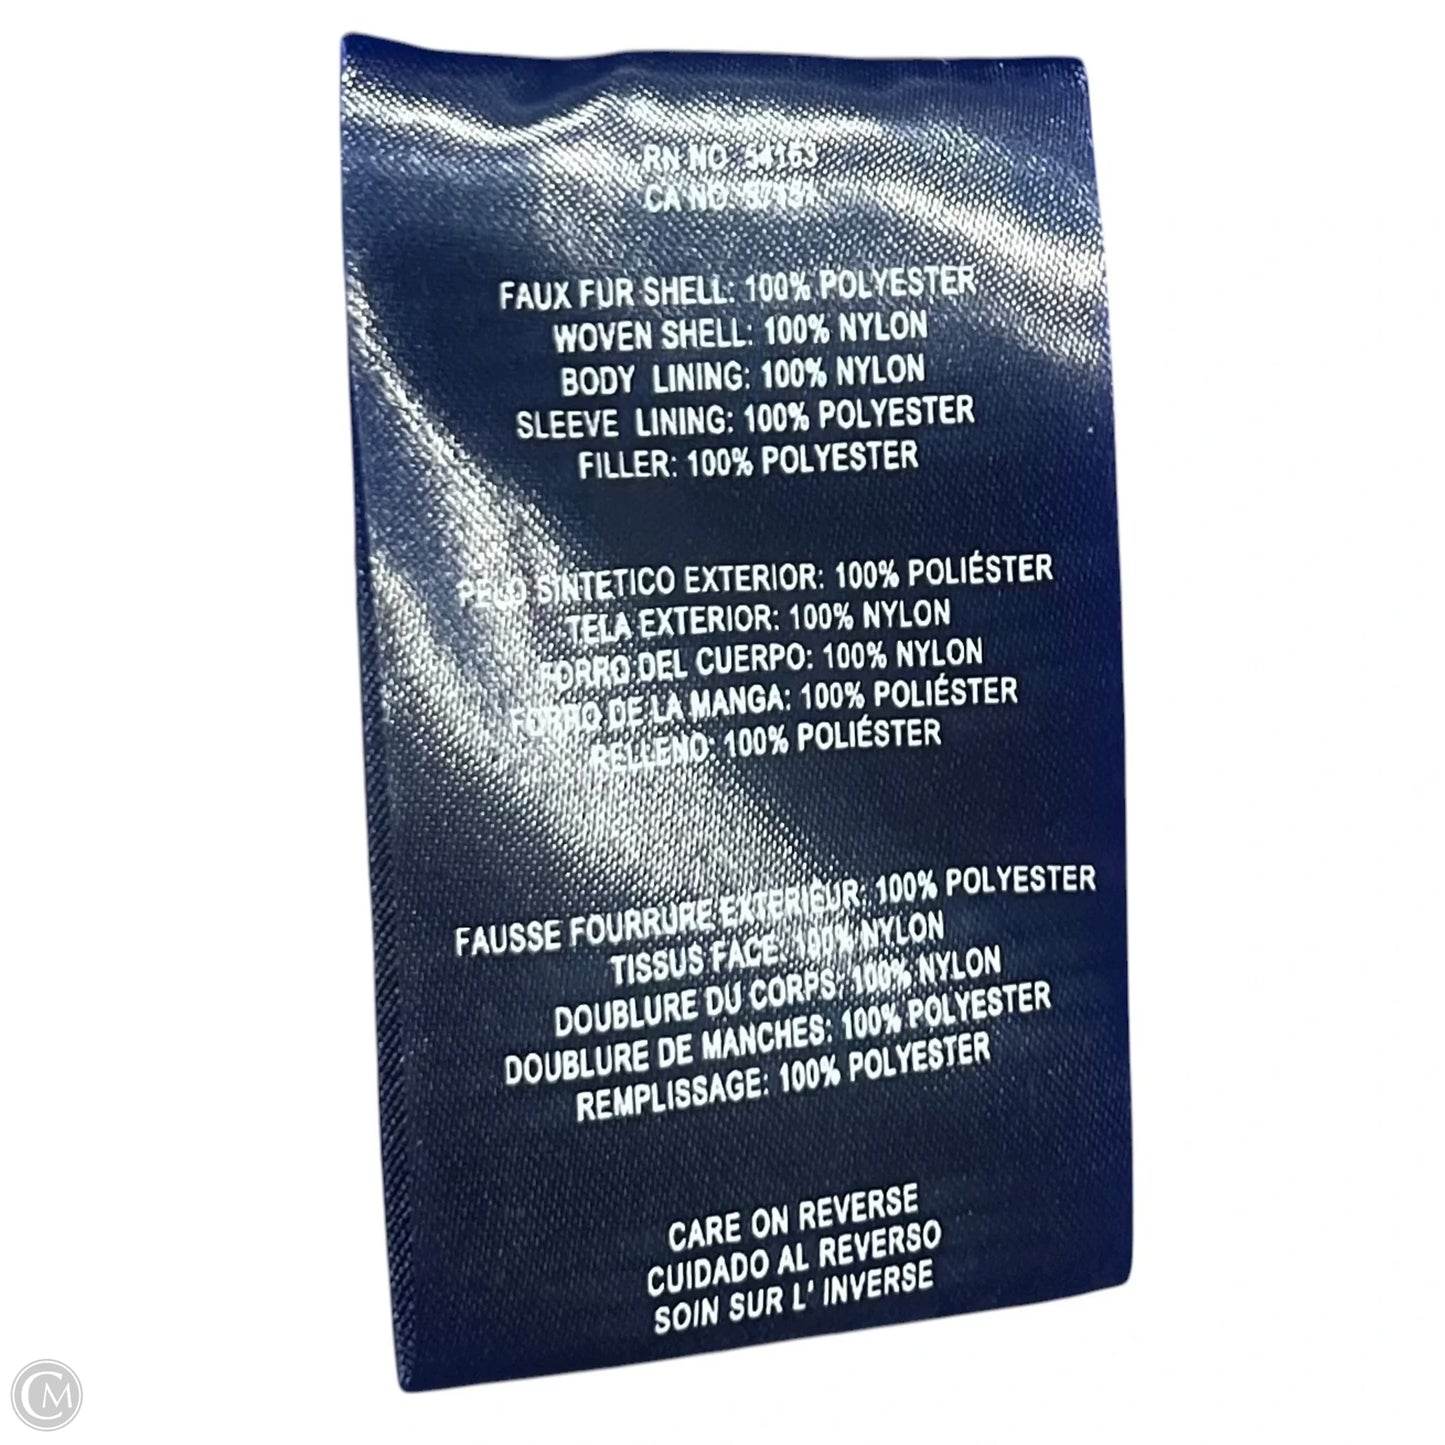 RN NO. 54163
CA NO. 57151
FAUX FUR SHELL: 100% POLYESTER
WOVEN SHELL: 100% NYLON
BODY LINING: 100% NYLON
SLEEVE LINING: 100% POLYESTER
FILLER: 100% POLYESTER
PELO SINTETICO EXTERIOR: 100% POLIÉSTER
TELA EXTERIOR: 100% NYLON
FORRO DEL CUERPO: 100% NYLON
FORRO DE LA MANGA: 100% POLIÉSTER
RELLENO: 100% POLIÉSTER
FAUSSE FOURRURE EXTERIEUR: 100% POLYESTER
TISSUS FACE: 100% NYLON
DOUBLURE DU CORPS: 100% NYLON
DOUBLURE DE MANCHES: 100% POLYESTER
REMPLISSAGE: 100% POLYESTER
CARE ON REVERSE
CUIDADO AL REVERSO
SOIN SUR L' INVERSE
CM